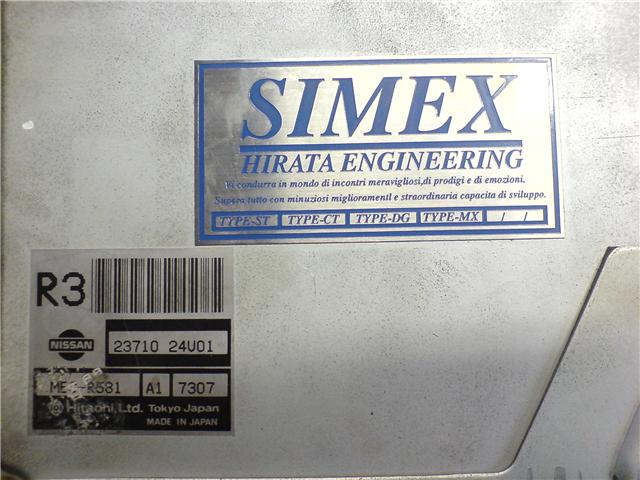 SIMEX
HIRATA ENGINEERING
Vi condurra in mondo di incontri meravigliosi,di prodigi e di emozioni.
Supera tutto con minuziosi miglioramenti e straordinaria capacita di sviluppo.
TYPE-ST TYPE-CT TYPE-DG TYPE-MX / /
R3
NISSAN 23710 24U01
MEC-R531 A1 7307
Hitachi,Ltd. Tokyo Japan
MADE IN JAPAN